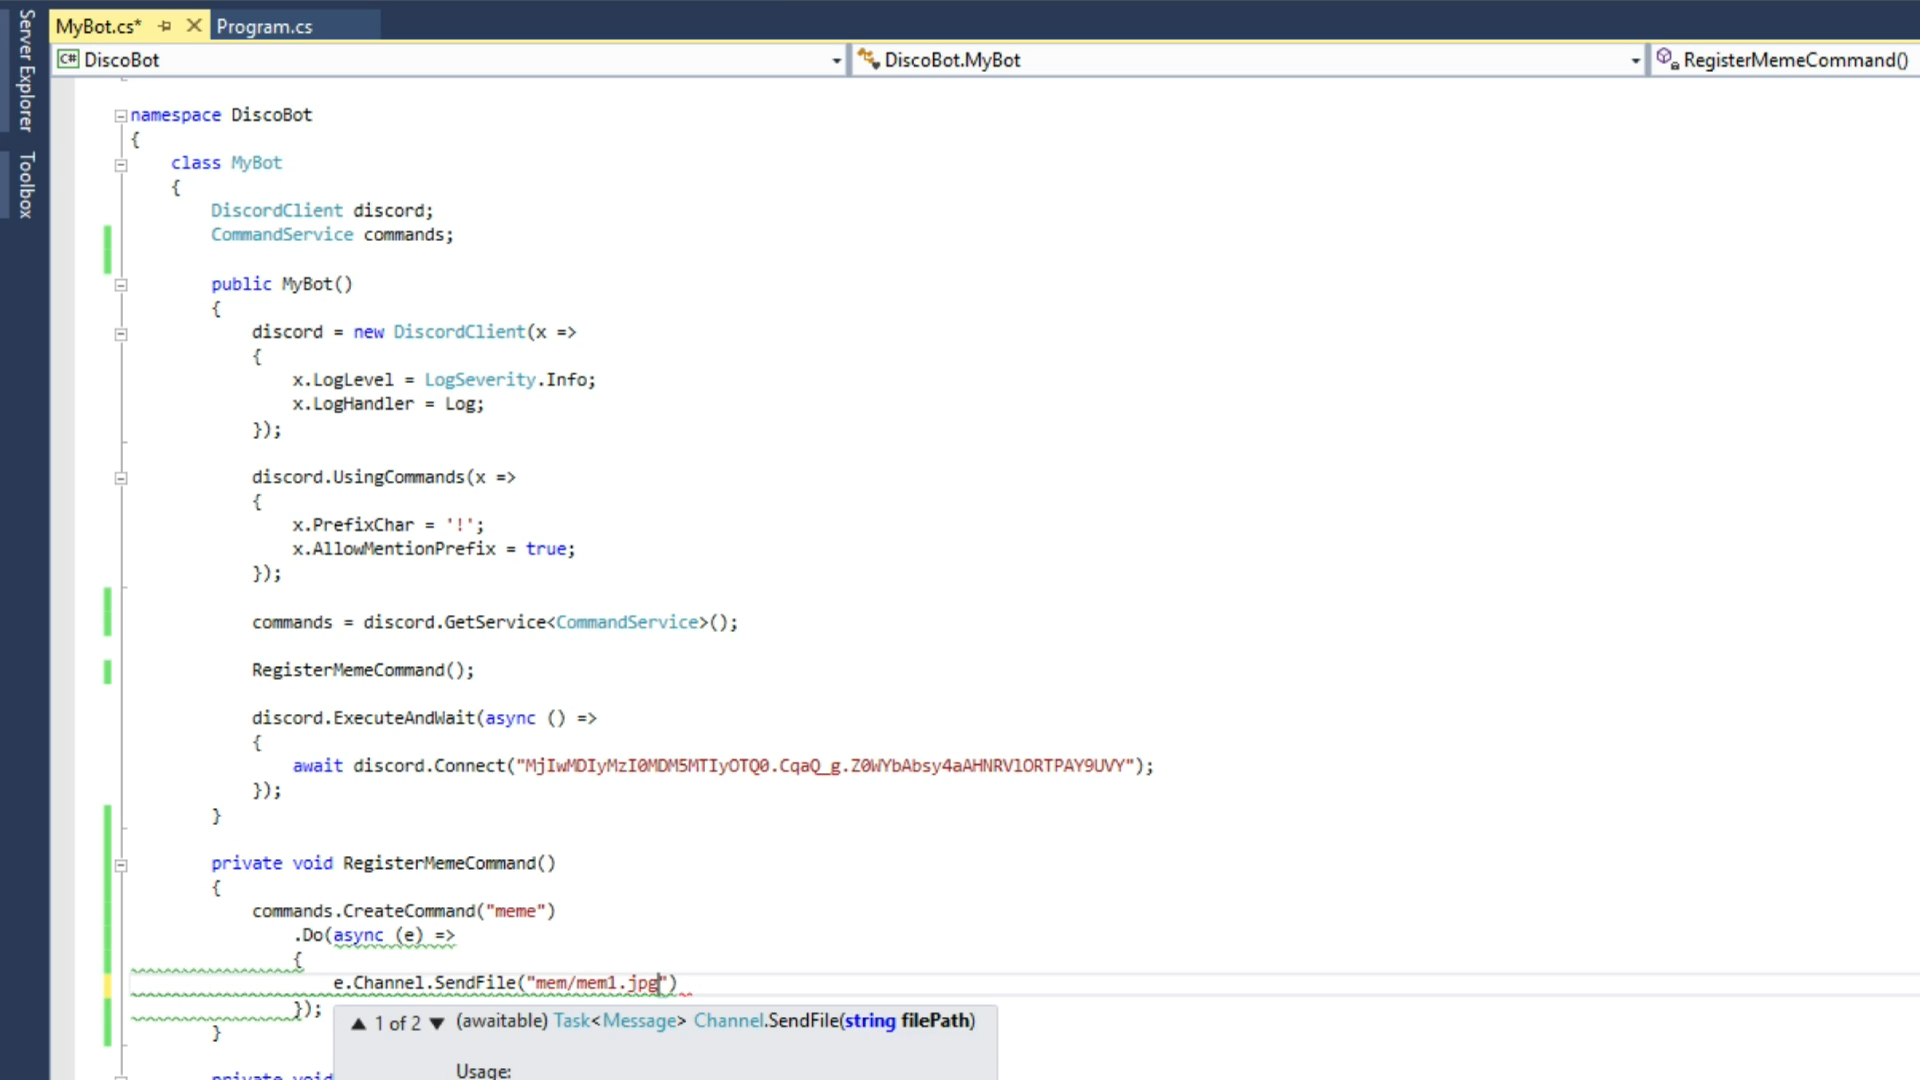 Server Explorer
Toolbox
MyBot.cs*
Program.cs
C# DiscoBot
DiscoBot.MyBot
RegisterMemeCommand()
namespace DiscoBot
{
class MyBot
{
DiscordClient discord;
CommandService commands;
public MyBot()
{
discord = new DiscordClient(x =>
{
x.LogLevel = LogSeverity.Info;
x.LogHandler = Log;
});
discord.UsingCommands(x =>
{
x.PrefixChar = '!';
x.AllowMentionPrefix = true;
});
commands = discord.GetService<CommandService>();
RegisterMemeCommand();
discord.ExecuteAndWait(async () =>
{
await discord.Connect("MjIwMDIyMzI0MDM5MTIyOTQ0.CqaQ_g.Z0WYbAbsy4aAHNRVlORTPAY9UVY");
});
}
private void RegisterMemeCommand()
{
commands.CreateCommand("meme")
.Do(async (e) =>
{
e.Channel.SendFile("mem/mem1.jpg")
});
}
▲ 1 of 2 ▼ (awaitable) Task<Message> Channel.SendFile(string filePath)
Usage:
private void